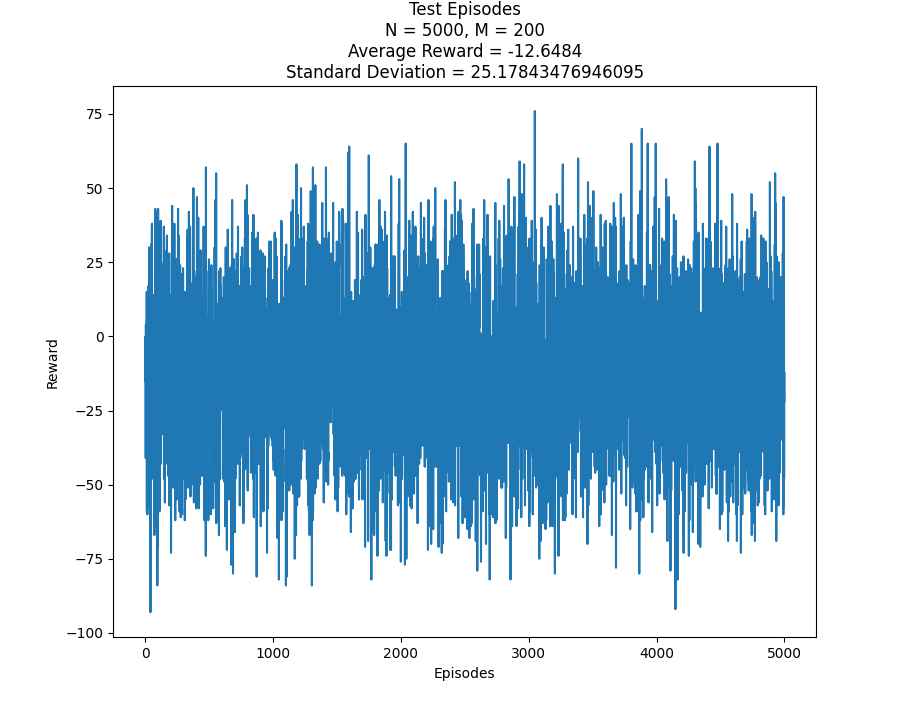 Test Episodes
N = 5000, M = 200
Average Reward = -12.6484
Standard Deviation = 25.17843476946095
75
50
25
0
−25
−50
−75
−100
Reward
0 1000 2000 3000 4000 5000
Episodes